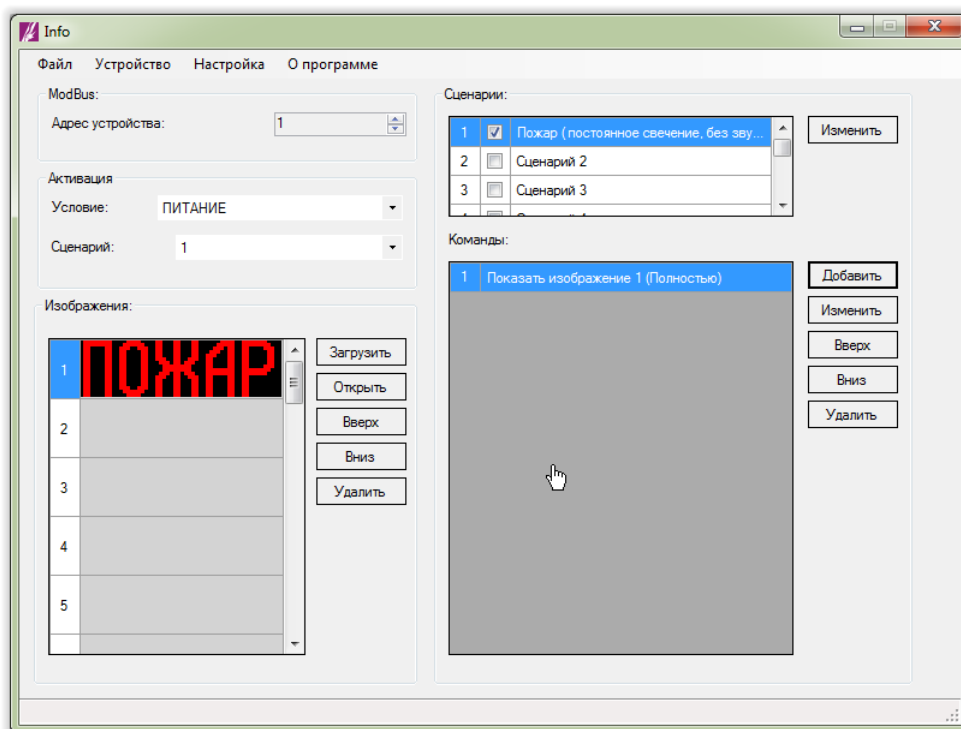 Info
Файл Устройство Настройка О программе
ModBus:
Адрес устройства: 1
Активация
Условие: ПИТАНИЕ
Сценарий: 1
Изображения:
1 ПОЖАР
2
3
4
5
Загрузить
Открыть
Вверх
Вниз
Удалить
Сценарии:
1 Пожар (постоянное свечение, без зву...
2 Сценарий 2
3 Сценарий 3
Изменить
Команды:
1 Показать изображение 1 (Полностью)
Добавить
Изменить
Вверх
Вниз
Удалить